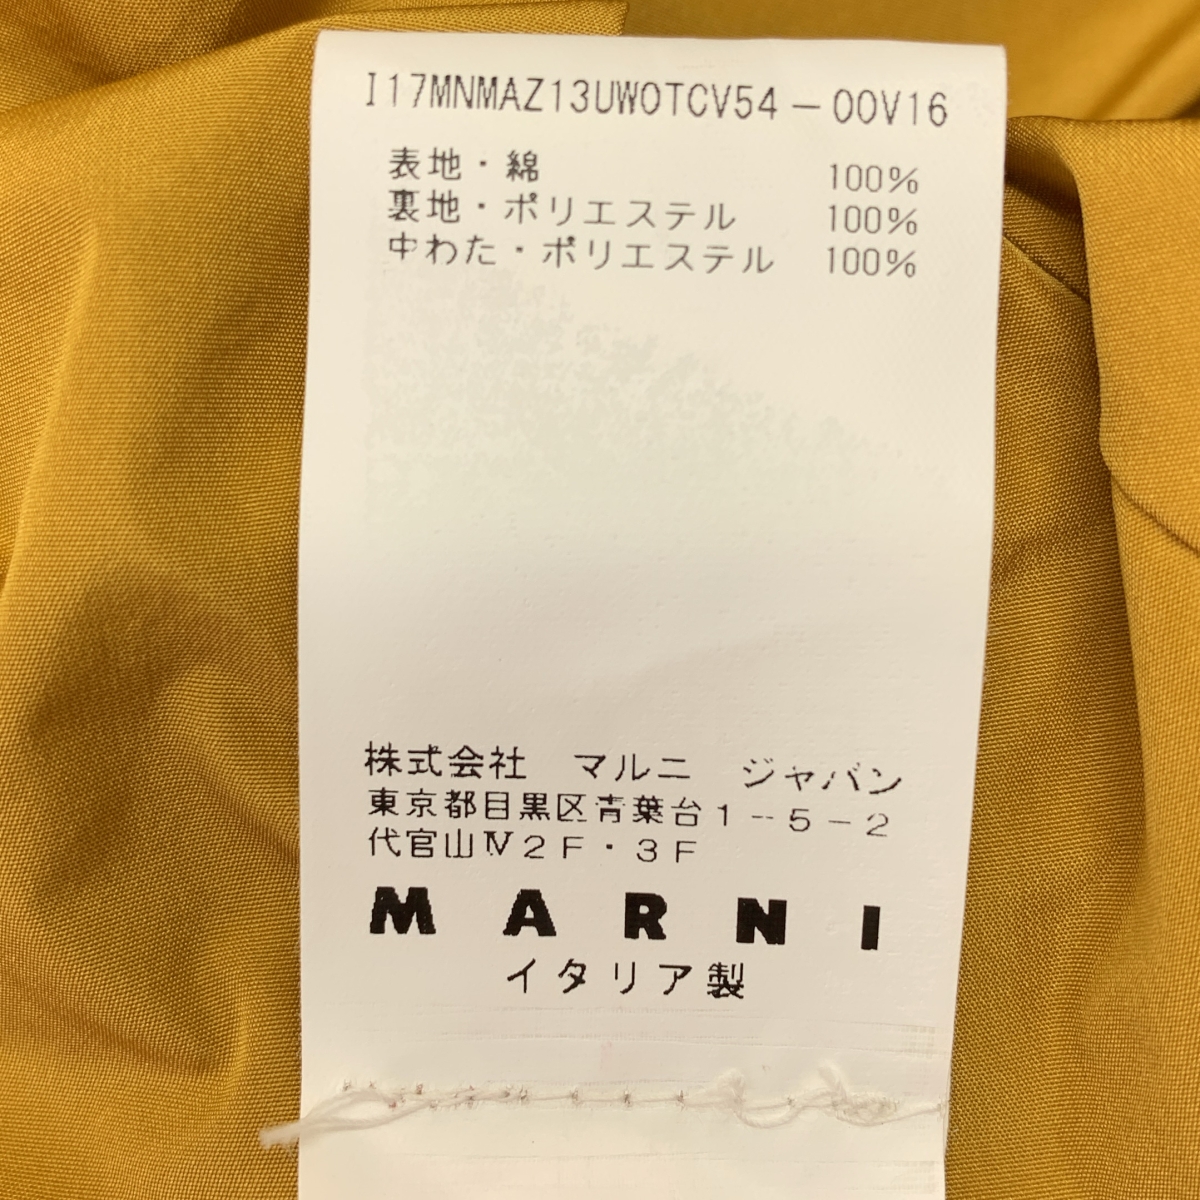 I17MNMAZ13UWOTCV54-00V16
表地・綿 100%
裏地・ポリエステル 100%
中わた・ポリエステル 100%
株式会社 マルニ ジャパン
東京都目黒区青葉台1-5-2
代官山Ⅳ2F・3F
MARNI
イタリア製